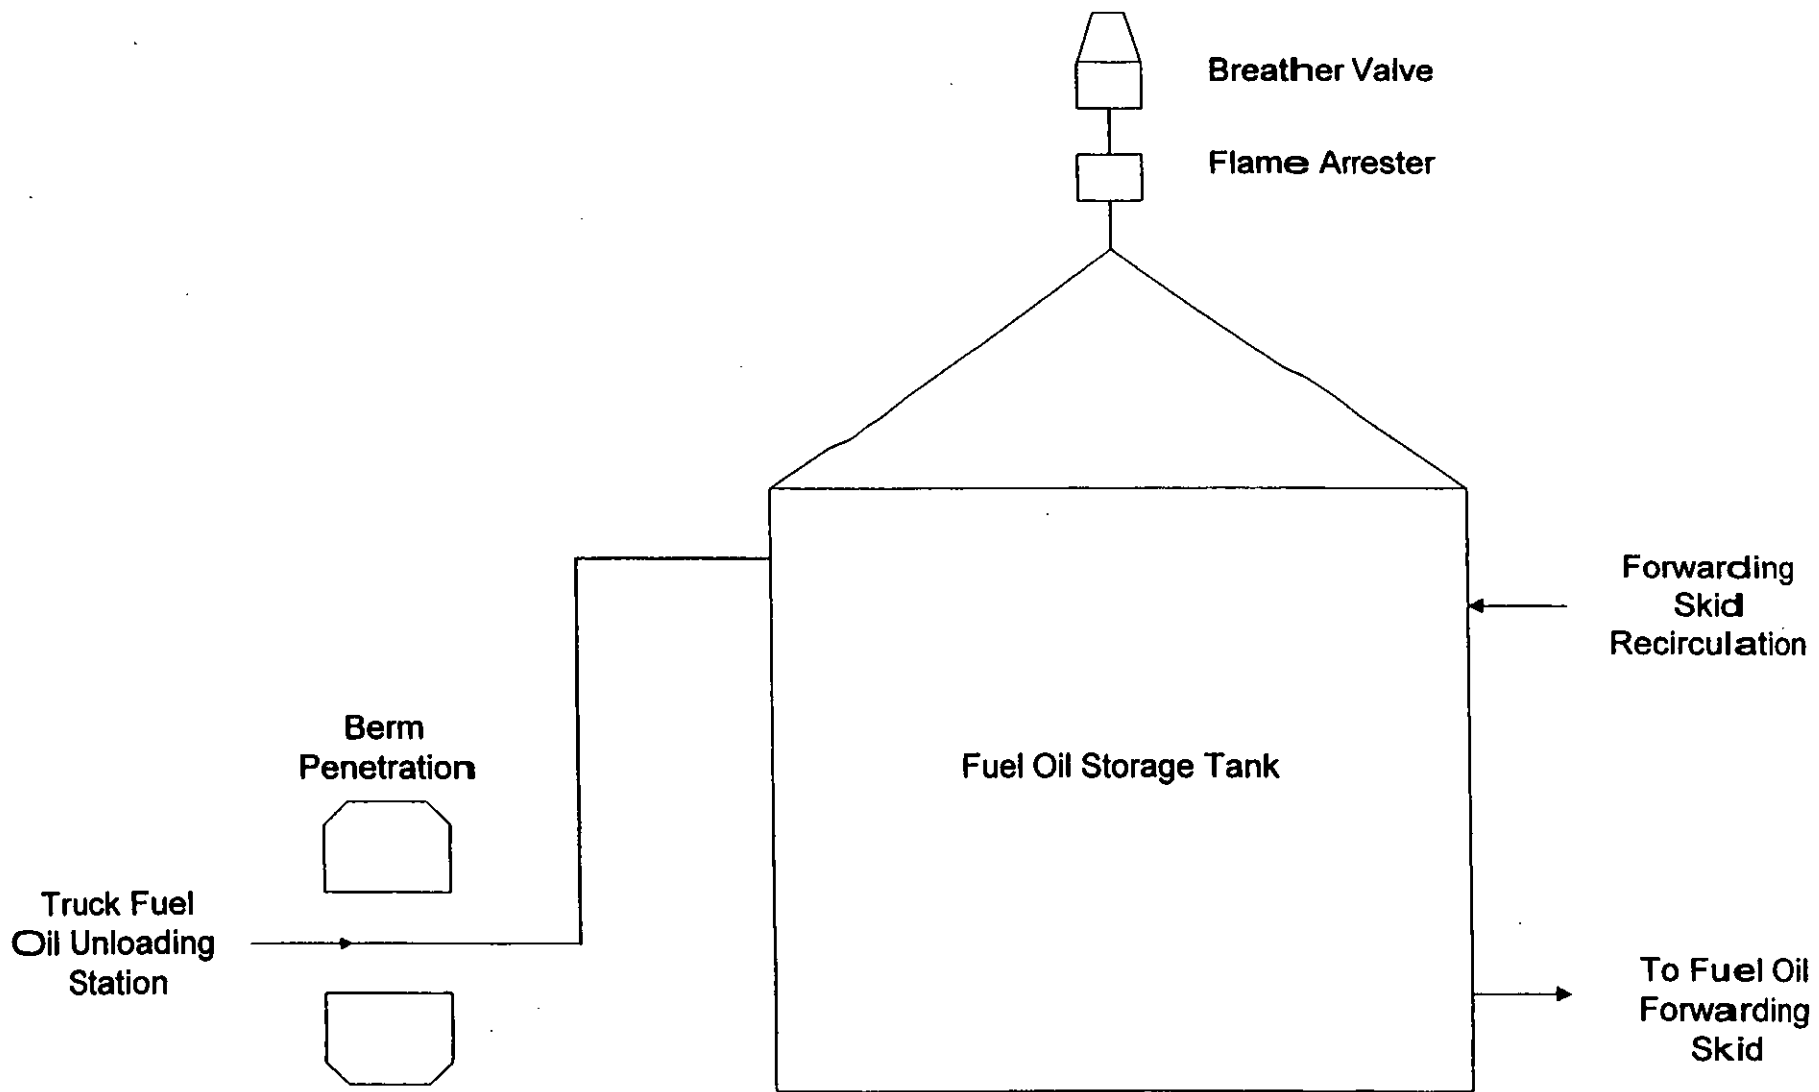 Breather Valve
Flame Arrester
Forwarding
Skid
Recirculation
Berm
Penetration
Fuel Oil Storage Tank
Truck Fuel
Oil Unloading
Station
To Fuel Oil
Forwarding
Skid